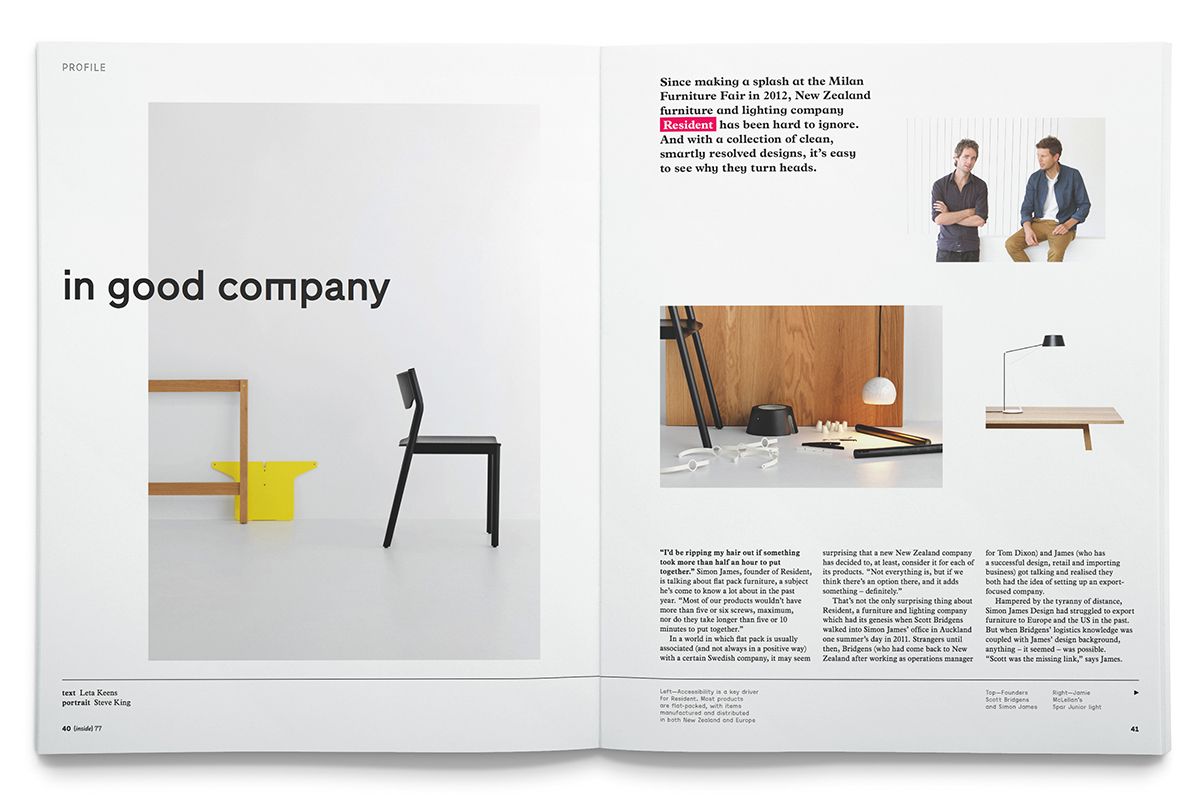 PROFILE
in good company
text Leta Keens
portrait Steve King
40 (inside) 77
Since making a splash at the Milan
Furniture Fair in 2012, New Zealand
furniture and lighting company
Resident has been hard to ignore.
And with a collection of clean,
smartly resolved designs, it's easy
to see why they turn heads.
“I'd be ripping my hair out if something
took more than half an hour to put
together.” Simon James, founder of Resident,
is talking about flat pack furniture, a subject
he's come to know a lot about in the past
year. “Most of our products wouldn't have
more than five or six screws, maximum,
nor do they take longer than five or 10
minutes to put together.”
In a world in which flat pack is usually
associated (and not always in a positive way)
with a certain Swedish company, it may seem
surprising that a new New Zealand company
has decided to, at least, consider it for each of
its products. “Not everything is, but if we
think there's an option there, and it adds
something – definitely.”
That's not the only surprising thing about
Resident, a furniture and lighting company
which had its genesis when Scott Bridgens
walked into Simon James' office in Auckland
one summer's day in 2011. Strangers until
then, Bridgens (who had come back to New
Zealand after working as operations manager
for Tom Dixon) and James (who has
a successful design, retail and importing
business) got talking and realised they
both had the idea of setting up an export-
focused company.
Hampered by the tyranny of distance,
Simon James Design had struggled to export
furniture to Europe and the US in the past.
But when Bridgens' logistics knowledge was
coupled with James' design background,
anything – it seemed – was possible.
“Scott was the missing link,” says James.
Left—Accessibility is a key driver
for Resident. Most products
are flat-packed, with items
manufactured and distributed
in both New Zealand and Europe
Top—Founders
Scott Bridgens
and Simon James
Right—Jamie
McLellan's
Spar Junior light
41